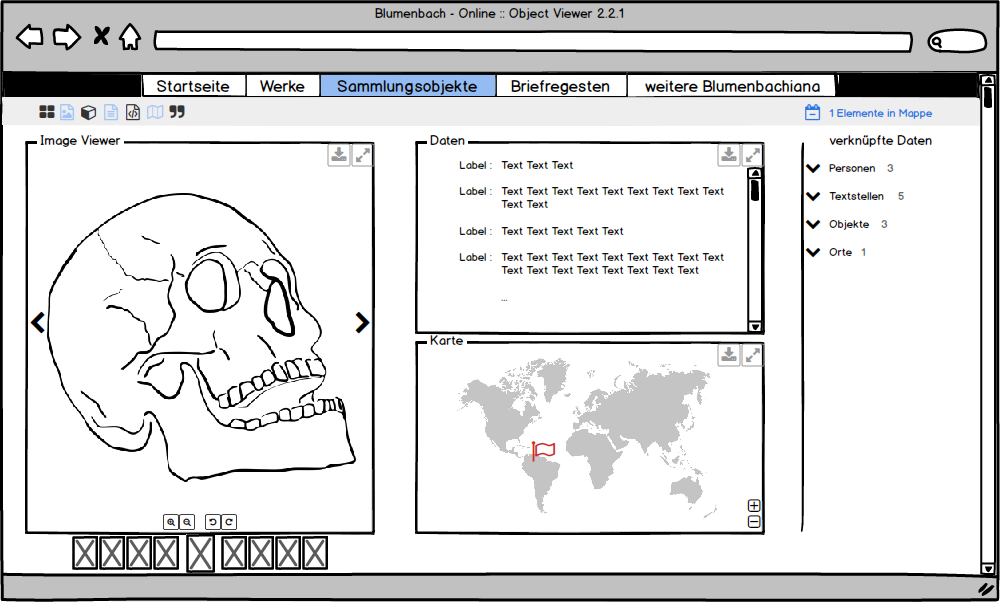 Blumenbach - Online :: Object Viewer 2.2.1
Startseite
Werke
Sammlungsobjekte
Briefregesten
weitere Blumenbachiana
1 Elemente in Mappe
Image Viewer
Daten
Label : Text Text Text
Label : Text Text Text Text Text Text Text Text Text
Text Text
Label : Text Text Text Text Text
Label : Text Text Text Text Text Text Text Text Text
Text Text Text Text Text Text Text Text
...
Karte
verknüpfte Daten
Personen 3
Textstellen 5
Objekte 3
Orte 1